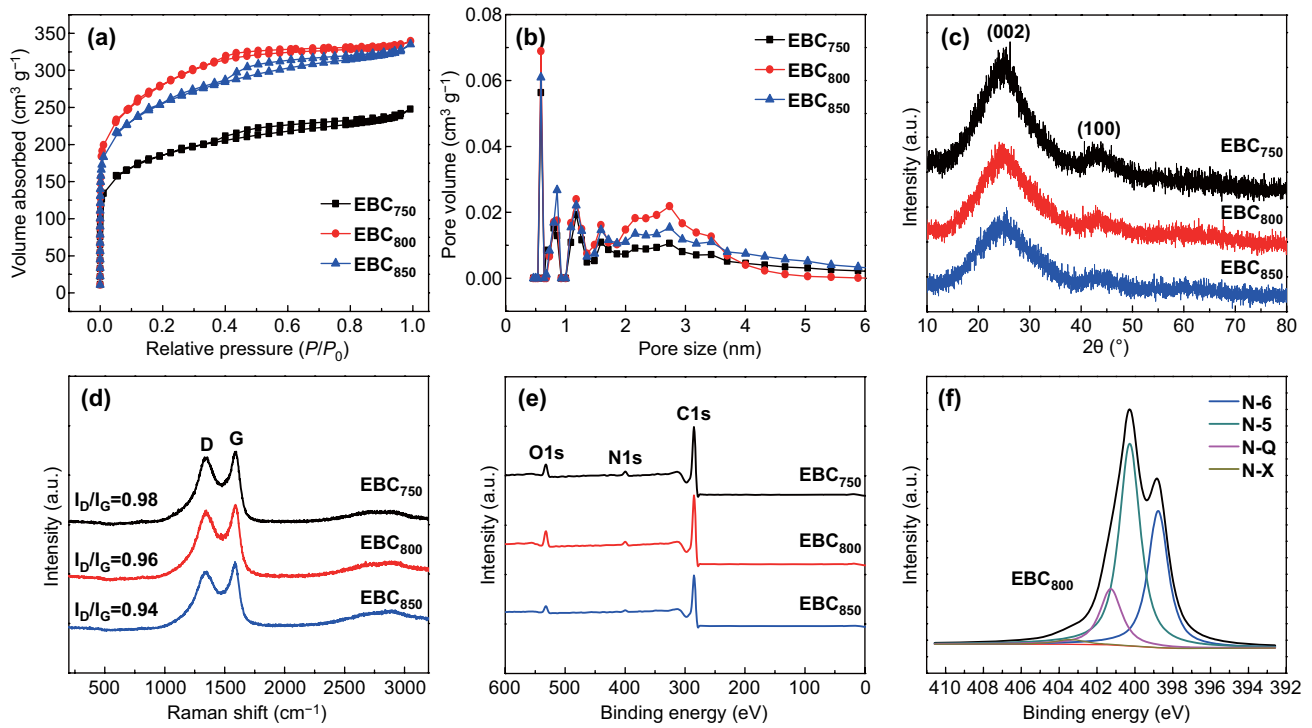 (a)
350
300
250
200
150
100
50
0
Volume absorbed (cm³ g⁻¹)
EBC₇₅₀
EBC₈₀₀
EBC₈₅₀
0.0 0.2 0.4 0.6 0.8 1.0
Relative pressure (P/P₀)
(b)
0.08
0.06
0.04
0.02
0.00
Pore volume (cm³ g⁻¹)
EBC₇₅₀
EBC₈₀₀
EBC₈₅₀
0 1 2 3 4 5 6
Pore size (nm)
(c)
(002)
(100)
Intensity (a.u.)
EBC₇₅₀
EBC₈₀₀
EBC₈₅₀
10 20 30 40 50 60 70 80
2θ (°)
(d)
D G
Intensity (a.u.)
I_D/I_G=0.98
EBC₇₅₀
I_D/I_G=0.96
EBC₈₀₀
I_D/I_G=0.94
EBC₈₅₀
500 1000 1500 2000 2500 3000
Raman shift (cm⁻¹)
(e)
O1s N1s C1s
Intensity (a.u.)
EBC₇₅₀
EBC₈₀₀
EBC₈₅₀
600 500 400 300 200 100 0
Binding energy (eV)
(f)
N-6
N-5
N-Q
N-X
Intensity (a.u.)
EBC₈₀₀
410 408 406 404 402 400 398 396 394 392
Binding energy (eV)